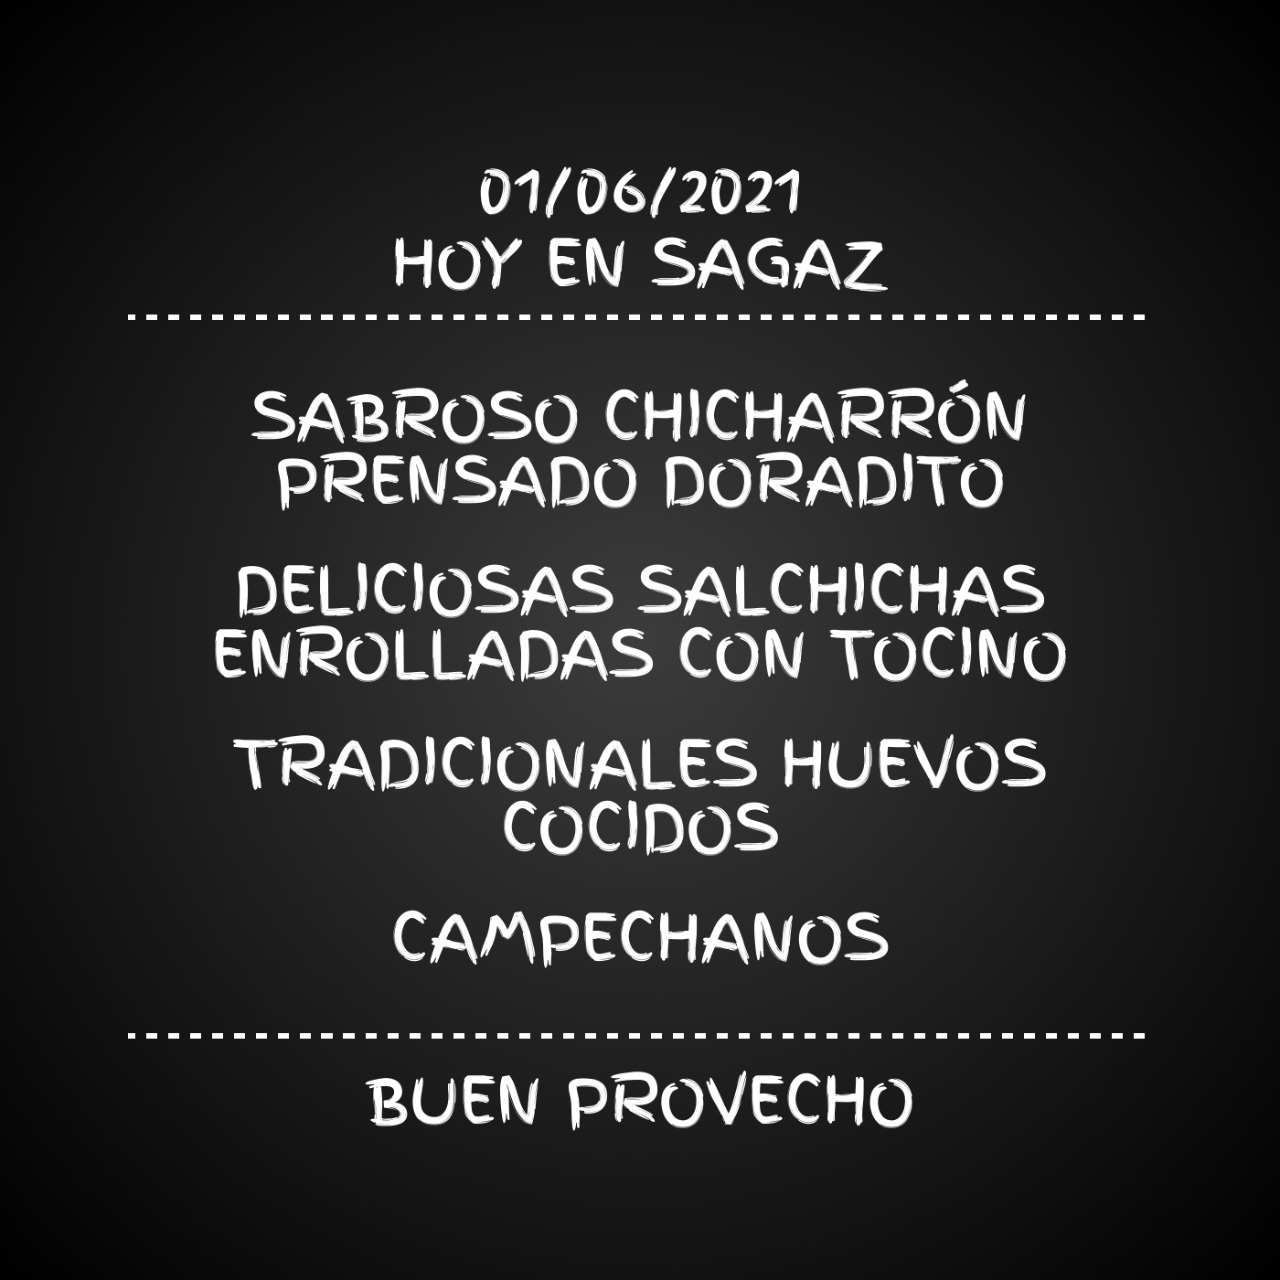 01/06/2021
HOY EN SAGAZ
SABROSO CHICHARRÓN
PRENSADO DORADITO
DELICIOSAS SALCHICHAS
ENROLLADAS CON TOCINO
TRADICIONALES HUEVOS
COCIDOS
CAMPECHANOS
BUEN PROVECHO